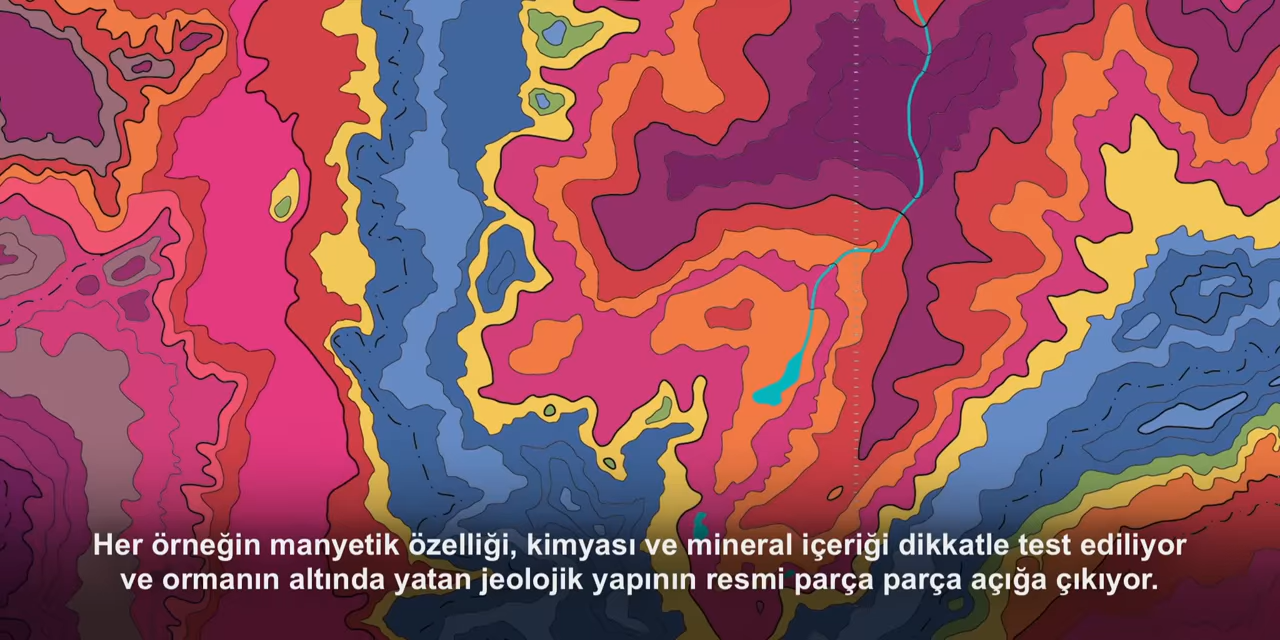 Her örneğin manyetik özelliği, kimyası ve mineral içeriği dikkatle test ediliyor
ve ormanın altında yatan jeolojik yapının resmi parça parça açığa çıkıyor.